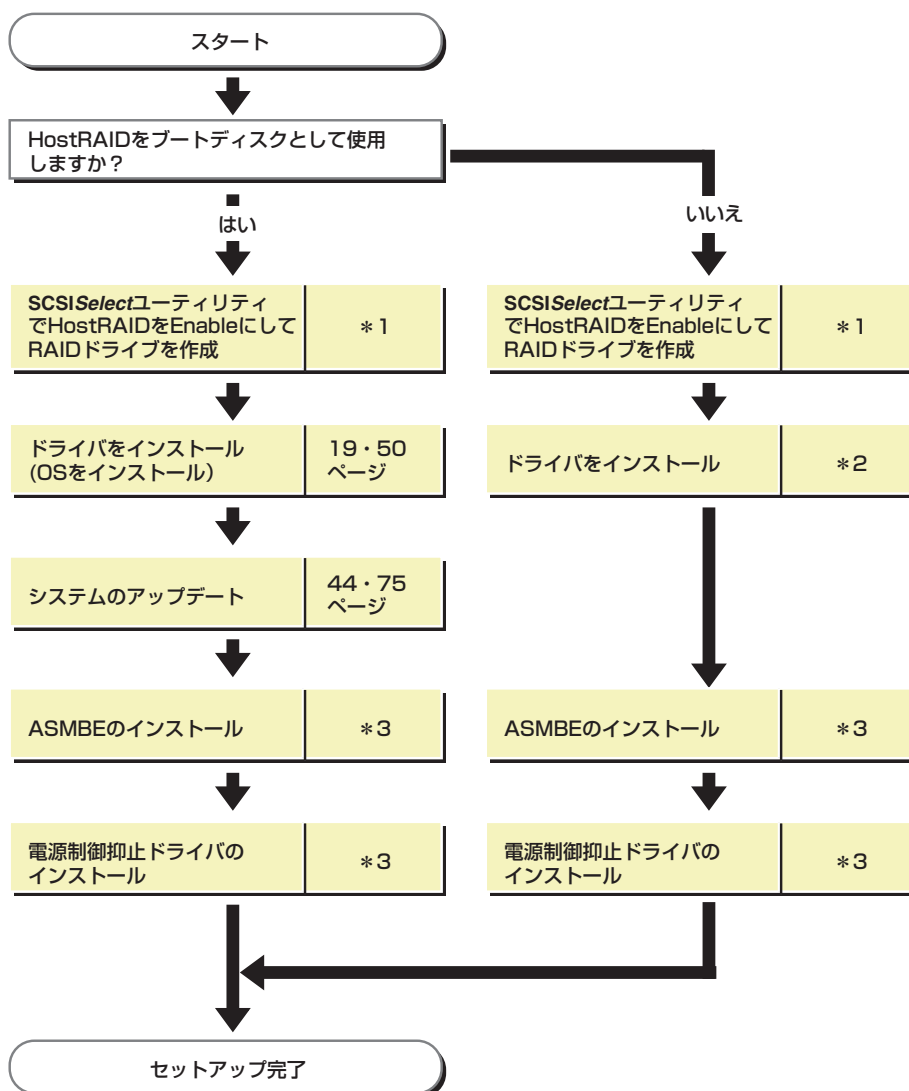 スタート
HostRAIDをブートディスクとして使用
しますか？
はい
いいえ
SCSISelectユーティリティ
でHostRAIDをEnableにして
RAIDドライブを作成
＊1
SCSISelectユーティリティ
でHostRAIDをEnableにして
RAIDドライブを作成
＊1
ドライバをインストール
(OSをインストール)
19・50
ページ
ドライバをインストール
＊2
システムのアップデート
44・75
ページ
ASMBEのインストール
＊3
ASMBEのインストール
＊3
電源制御抑止ドライバの
インストール
＊3
電源制御抑止ドライバの
インストール
＊3
セットアップ完了